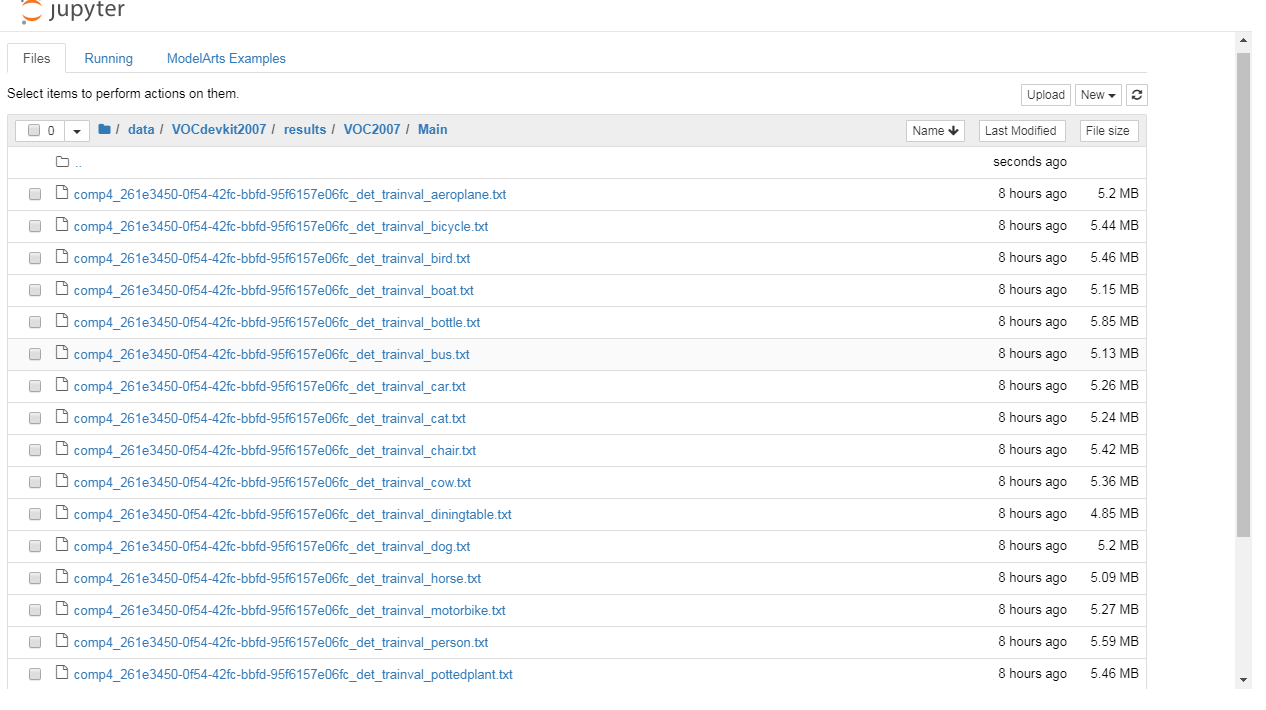 jupyter
Files Running ModelArts Examples
Select items to perform actions on them. Upload New
0 / data / VOCdevkit2007 / results / VOC2007 / Main Name Last Modified File size
.. seconds ago
comp4_261e3450-0f54-42fc-bbfd-95f6157e06fc_det_trainval_aeroplane.txt 8 hours ago 5.2 MB
comp4_261e3450-0f54-42fc-bbfd-95f6157e06fc_det_trainval_bicycle.txt 8 hours ago 5.44 MB
comp4_261e3450-0f54-42fc-bbfd-95f6157e06fc_det_trainval_bird.txt 8 hours ago 5.46 MB
comp4_261e3450-0f54-42fc-bbfd-95f6157e06fc_det_trainval_boat.txt 8 hours ago 5.15 MB
comp4_261e3450-0f54-42fc-bbfd-95f6157e06fc_det_trainval_bottle.txt 8 hours ago 5.85 MB
comp4_261e3450-0f54-42fc-bbfd-95f6157e06fc_det_trainval_bus.txt 8 hours ago 5.13 MB
comp4_261e3450-0f54-42fc-bbfd-95f6157e06fc_det_trainval_car.txt 8 hours ago 5.26 MB
comp4_261e3450-0f54-42fc-bbfd-95f6157e06fc_det_trainval_cat.txt 8 hours ago 5.24 MB
comp4_261e3450-0f54-42fc-bbfd-95f6157e06fc_det_trainval_chair.txt 8 hours ago 5.42 MB
comp4_261e3450-0f54-42fc-bbfd-95f6157e06fc_det_trainval_cow.txt 8 hours ago 5.36 MB
comp4_261e3450-0f54-42fc-bbfd-95f6157e06fc_det_trainval_diningtable.txt 8 hours ago 4.85 MB
comp4_261e3450-0f54-42fc-bbfd-95f6157e06fc_det_trainval_dog.txt 8 hours ago 5.2 MB
comp4_261e3450-0f54-42fc-bbfd-95f6157e06fc_det_trainval_horse.txt 8 hours ago 5.09 MB
comp4_261e3450-0f54-42fc-bbfd-95f6157e06fc_det_trainval_motorbike.txt 8 hours ago 5.27 MB
comp4_261e3450-0f54-42fc-bbfd-95f6157e06fc_det_trainval_person.txt 8 hours ago 5.59 MB
comp4_261e3450-0f54-42fc-bbfd-95f6157e06fc_det_trainval_pottedplant.txt 8 hours ago 5.46 MB